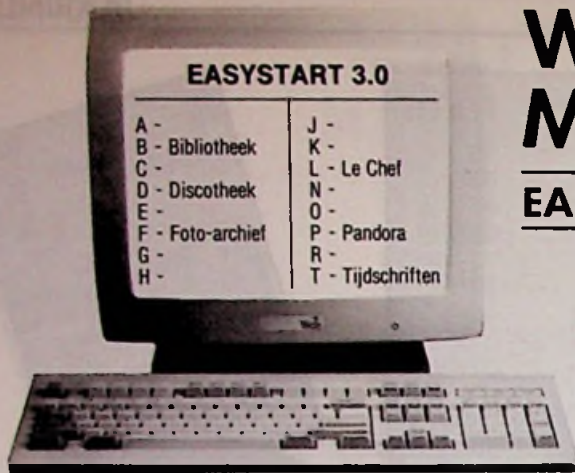 EASYSTART 3.0
A -
B - Bibliotheek
C -
D - Discotheek
E -
F - Foto-archief
G -
H -
J -
K -
L - Le Chef
N -
O -
P - Pandora
R -
T - Tijdschriften
W
M
EA